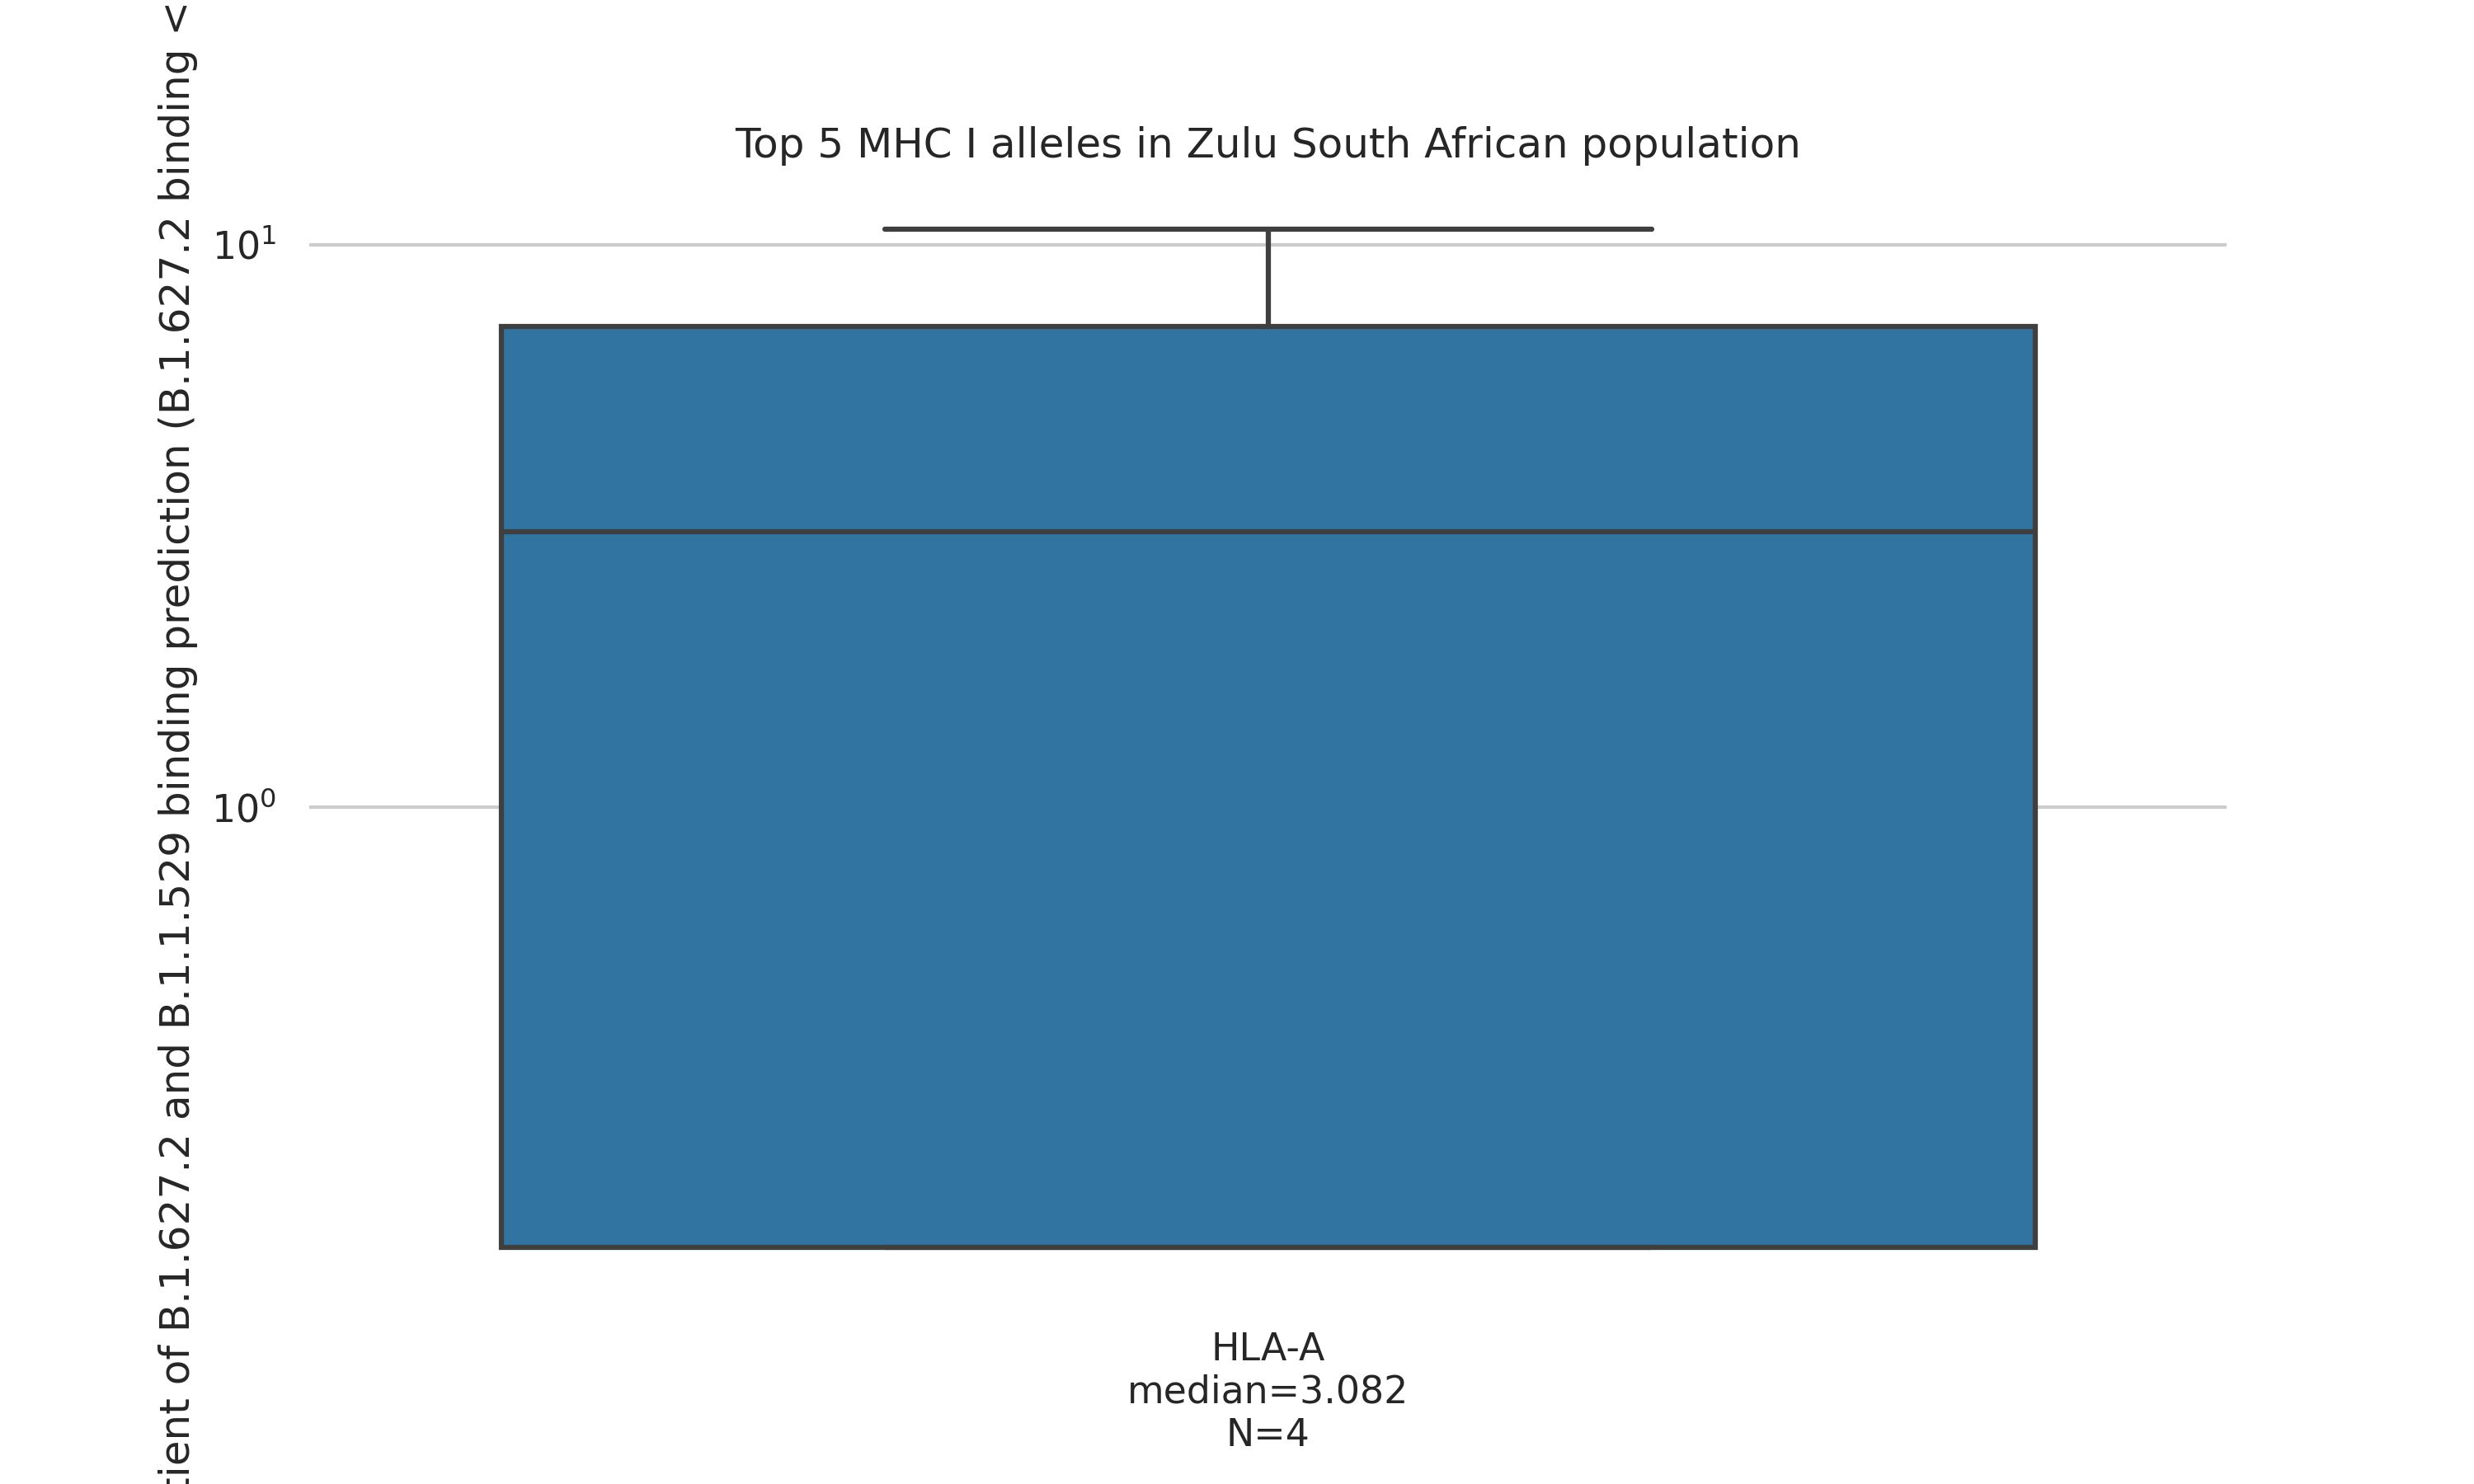 Top 5 MHC I alleles in Zulu South African population
of B.1.627.2 and B.1.1.529 binding prediction (B.1.627.2 binding <
10¹
10⁰
HLA-A
median=3.082
N=4